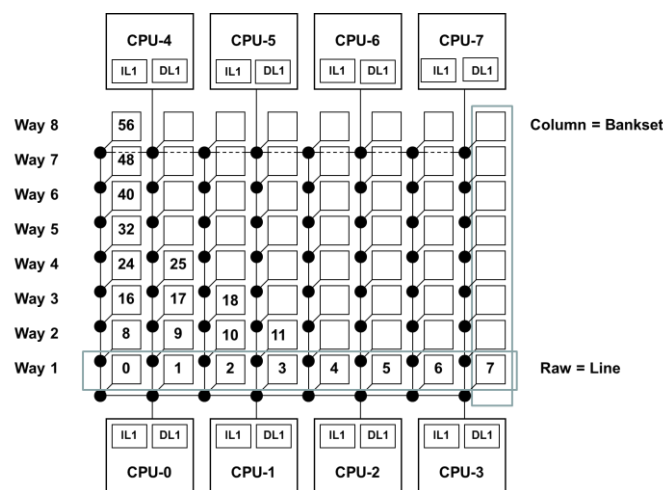 CPU-4 CPU-5 CPU-6 CPU-7
IL1 DL1 IL1 DL1 IL1 DL1 IL1 DL1
Way 8 56 Column = Bankset
Way 7 48
Way 6 40
Way 5 32
Way 4 24 25
Way 3 16 17 18
Way 2 8 9 10 11
Way 1 0 1 2 3 4 5 6 7 Raw = Line
IL1 DL1 IL1 DL1 IL1 DL1 IL1 DL1
CPU-0 CPU-1 CPU-2 CPU-3